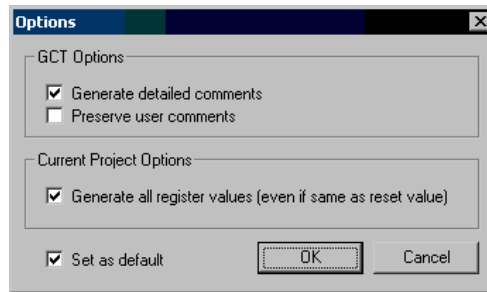 Options
GCT Options
Generate detailed comments
Preserve user comments
Current Project Options
Generate all register values (even if same as reset value)
Set as default
OK
Cancel